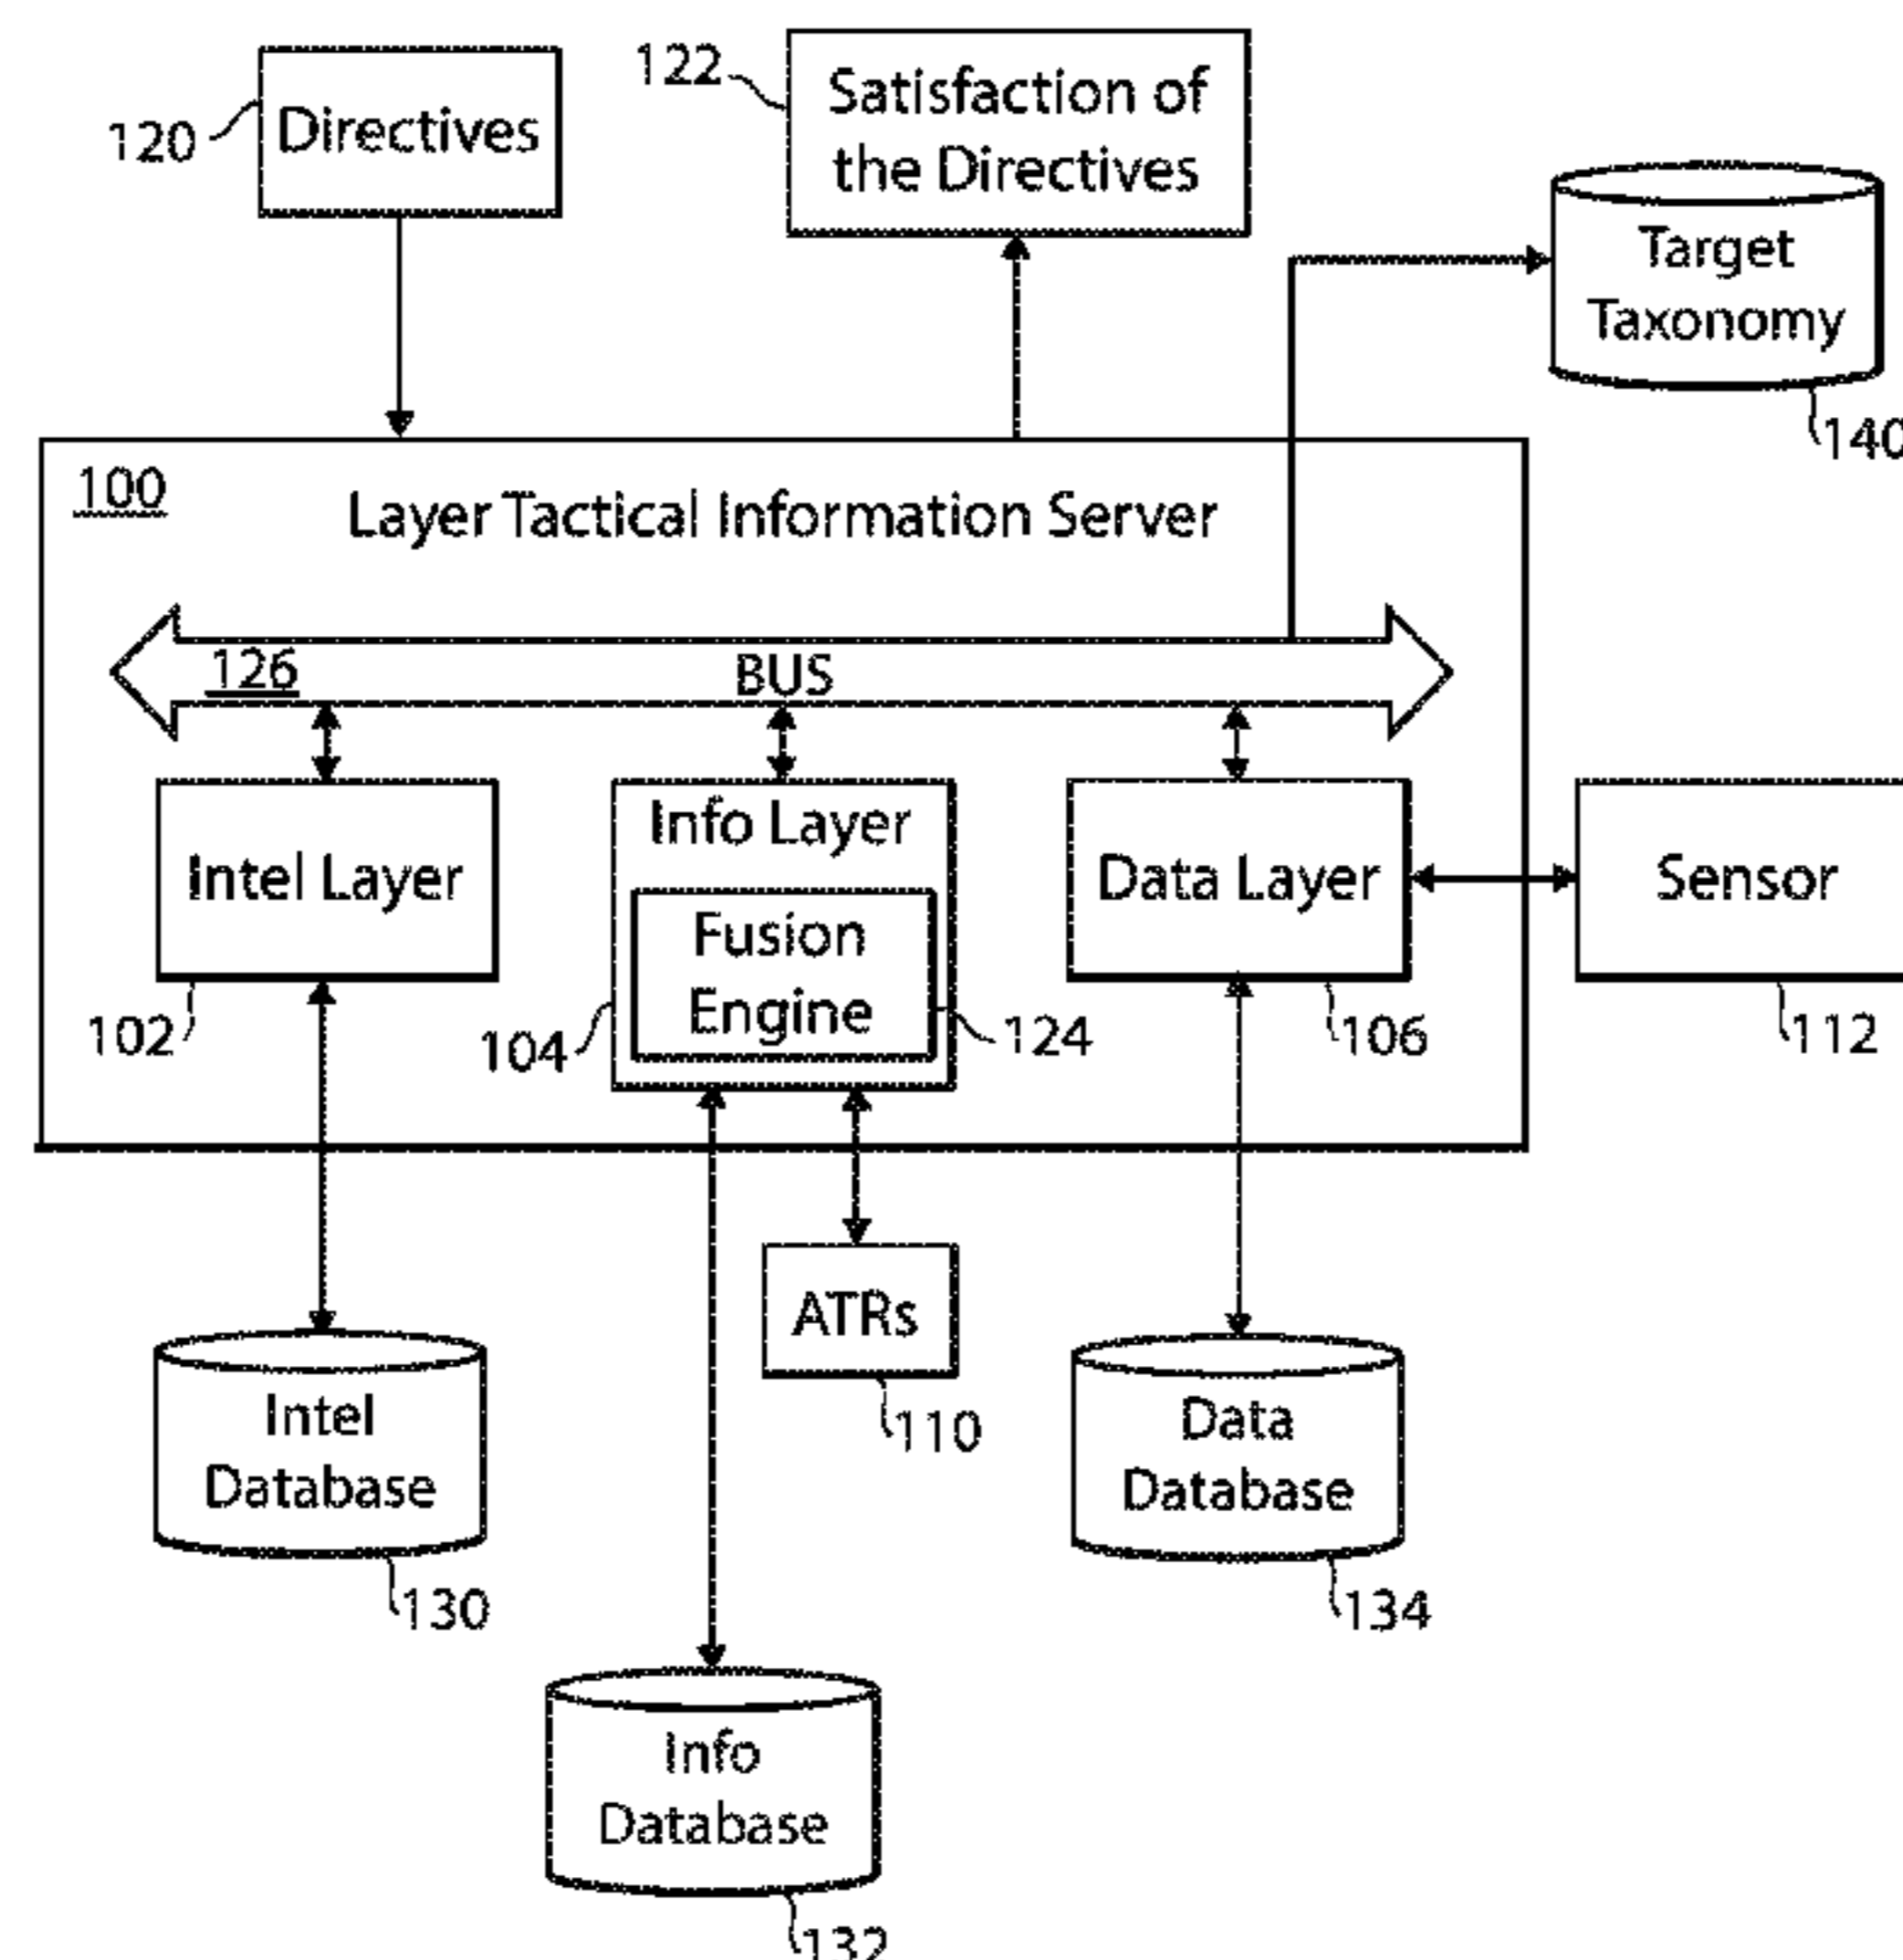 122
Satisfaction of
the Directives
120
Directives
Target
Taxonomy
140
100
Layer Tactical Information Server
126
BUS
Intel Layer
Info Layer
Fusion
Engine
Data Layer
Sensor
102
104
124
106
112
ATRs
110
Intel
Database
130
Data
Database
134
Info
Database
132